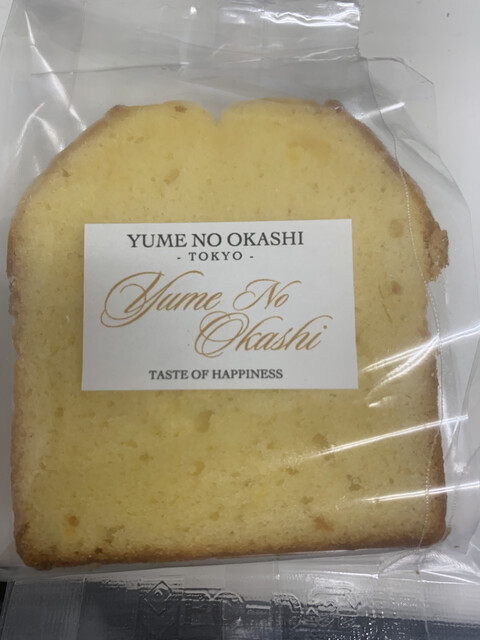 YUME NO OKASHI
- TOKYO -
Yume No
Okashi
TASTE OF HAPPINESS